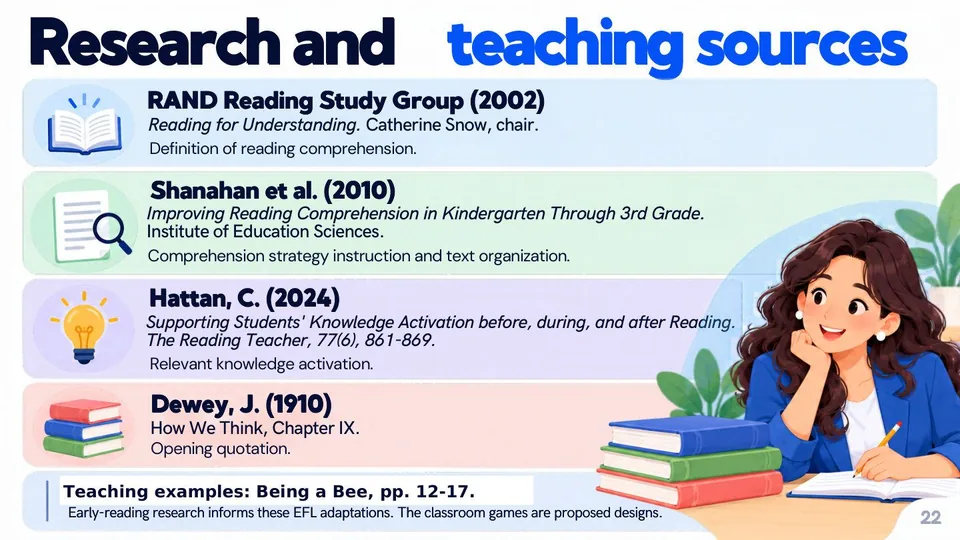 Research and teaching sources
RAND Reading Study Group (2002)
Reading for Understanding. Catherine Snow, chair.
Definition of reading comprehension.
Shanahan et al. (2010)
Improving Reading Comprehension in Kindergarten Through 3rd Grade.
Institute of Education Sciences.
Comprehension strategy instruction and text organization.
Hattan, C. (2024)
Supporting Students' Knowledge Activation before, during, and after Reading.
The Reading Teacher, 77(6), 861-869.
Relevant knowledge activation.
Dewey, J. (1910)
How We Think, Chapter IX.
Opening quotation.
Teaching examples: Being a Bee, pp. 12-17.
Early-reading research informs these EFL adaptations. The classroom games are proposed designs.
22